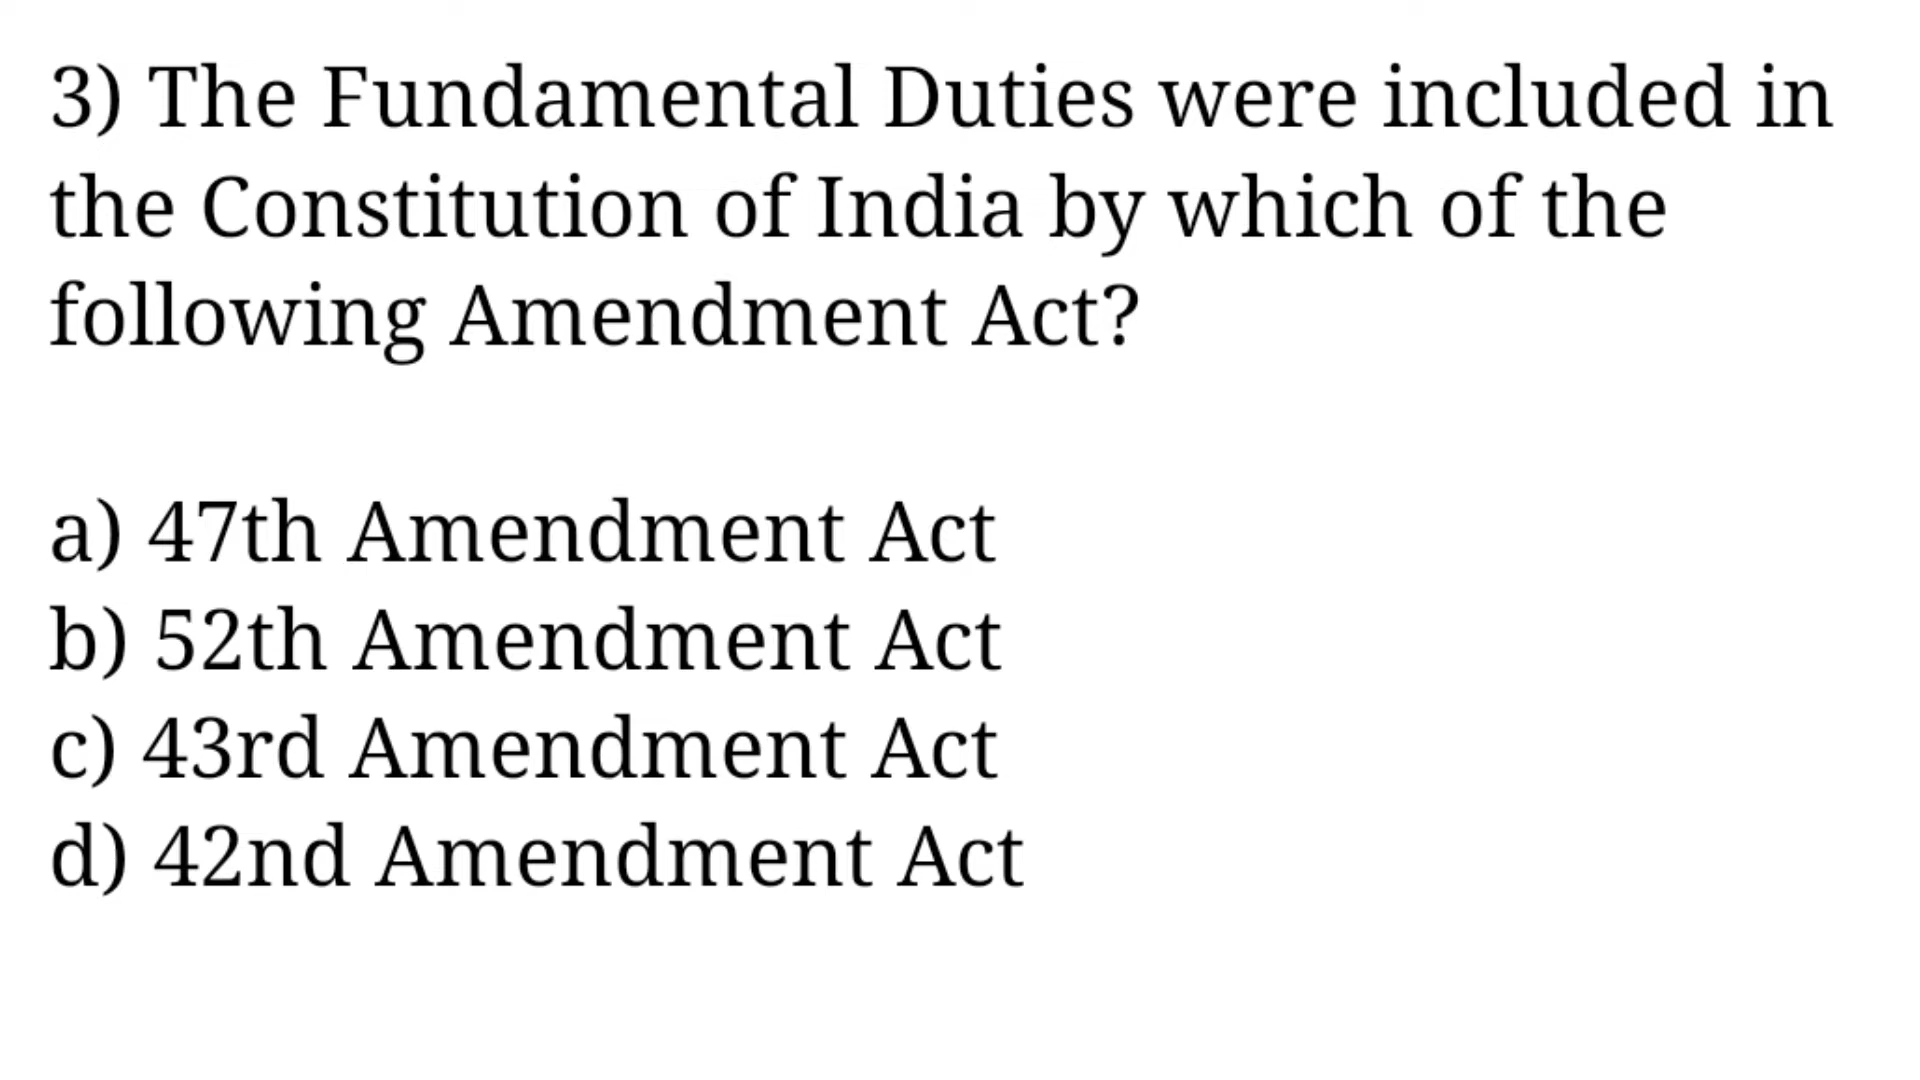 3) The Fundamental Duties were included in
the Constitution of India by which of the
following Amendment Act?
a) 47th Amendment Act
b) 52th Amendment Act
c) 43rd Amendment Act
d) 42nd Amendment Act